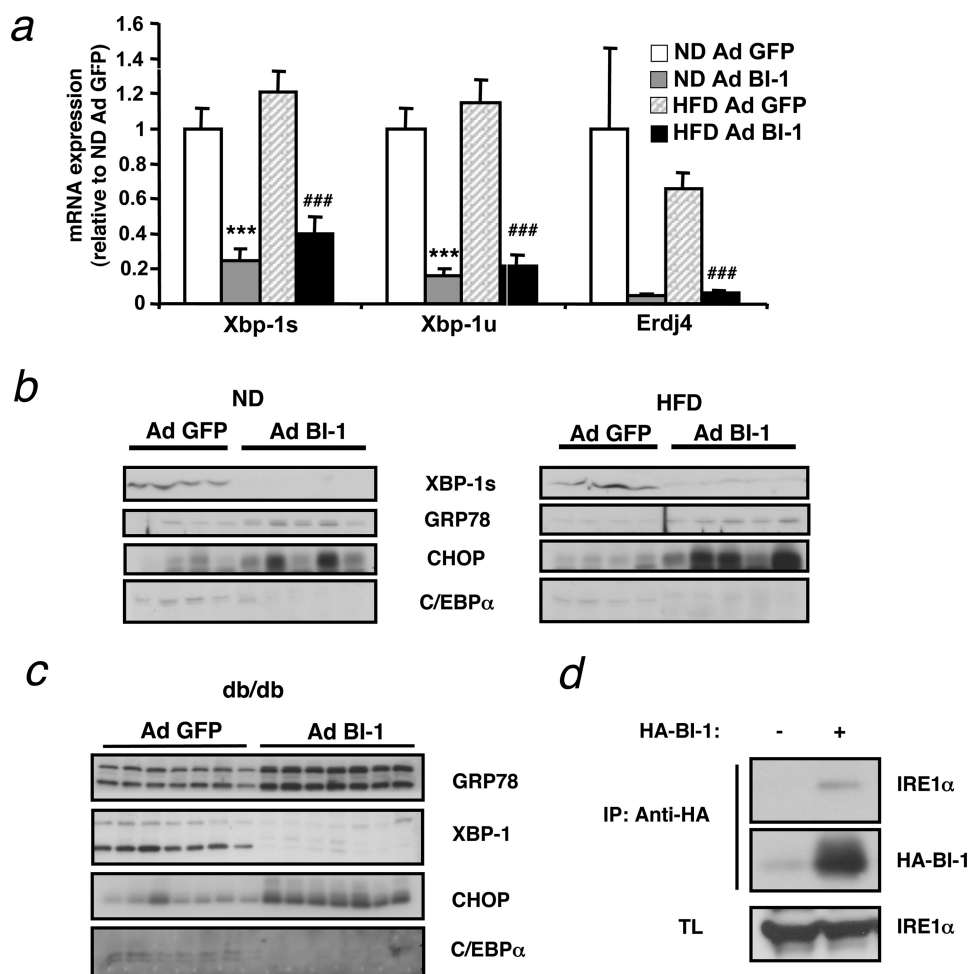 a
mRNA expression
(relative to ND Ad GFP)
1.6
1.4
1.2
1
0.8
0.6
0.4
0.2
0
***
###
***
###
###
Xbp-1s
Xbp-1u
Erdj4
ND Ad GFP
ND Ad BI-1
HFD Ad GFP
HFD Ad BI-1
b
ND
Ad GFP
Ad BI-1
HFD
Ad GFP
Ad BI-1
XBP-1s
GRP78
CHOP
C/EBPα
c
db/db
Ad GFP
Ad BI-1
GRP78
XBP-1
CHOP
C/EBPα
d
HA-BI-1: - +
IP: Anti-HA
IRE1α
HA-BI-1
TL
IRE1α